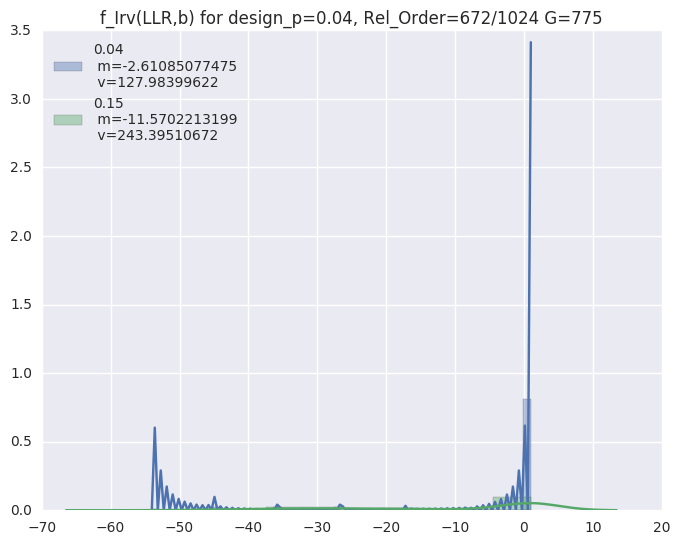 f_Irv(LLR,b) for design_p=0.04, Rel_Order=672/1024 G=775
0.04
m=-2.61085077475
v=127.98399622
0.15
m=-11.5702213199
v=243.39510672
3.5
3.0
2.5
2.0
1.5
1.0
0.5
0.0
−70 −60 −50 −40 −30 −20 −10 0 10 20